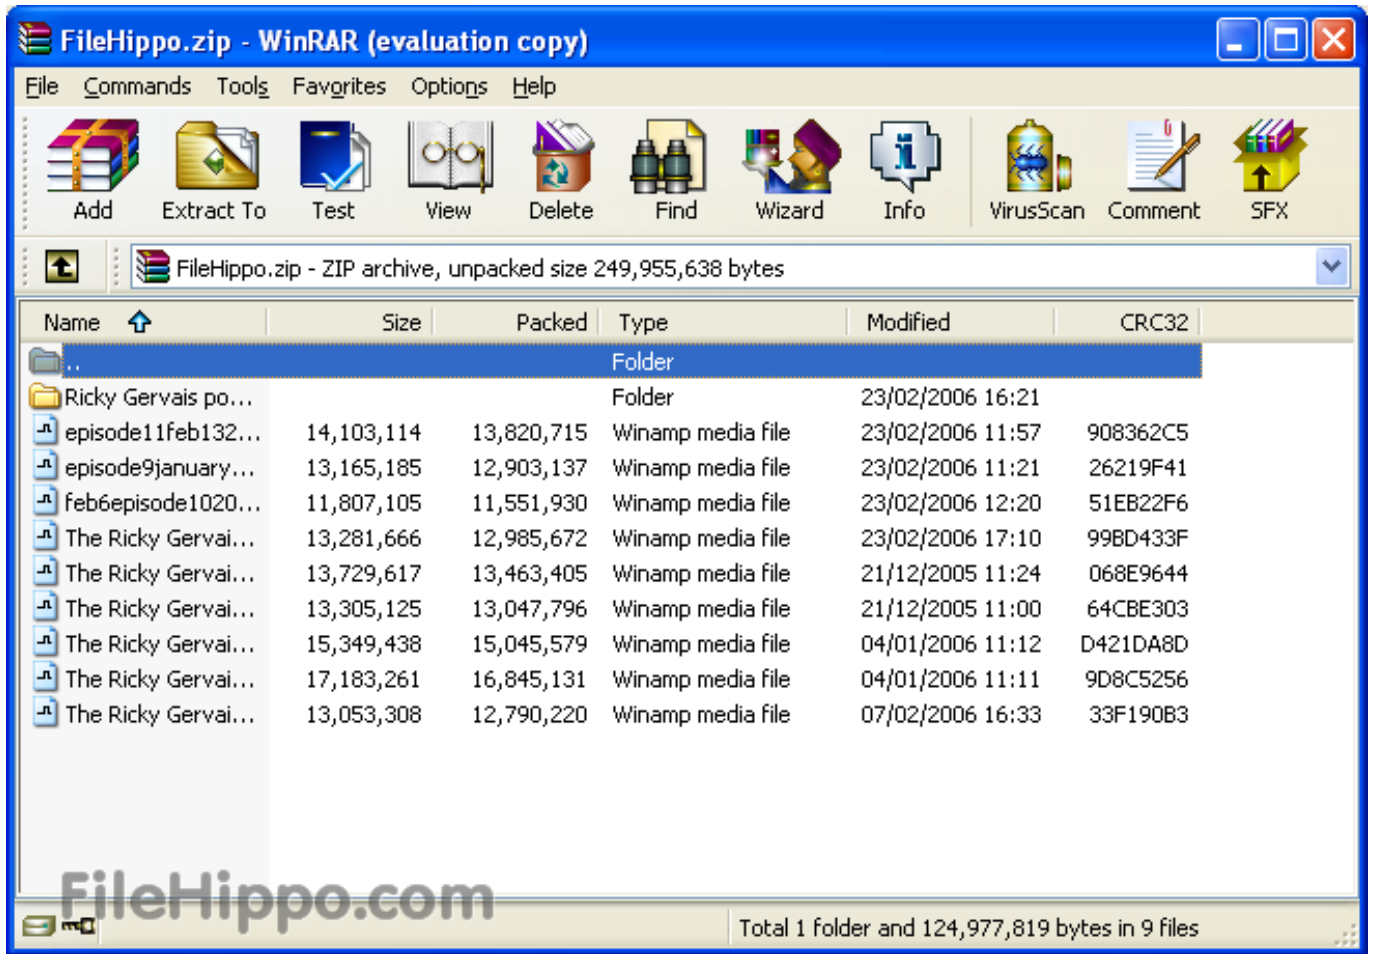 FileHippo.zip - WinRAR (evaluation copy)
File Commands Tools Favorites Options Help
Add Extract To Test View Delete Find Wizard Info VirusScan Comment SFX
FileHippo.zip - ZIP archive, unpacked size 249,955,638 bytes
Name Size Packed Type Modified CRC32
.. Folder
Ricky Gervais po... Folder 23/02/2006 16:21
episode11feb132... 14,103,114 13,820,715 Winamp media file 23/02/2006 11:57 908362C5
episode9january... 13,165,185 12,903,137 Winamp media file 23/02/2006 11:21 26219F41
feb6episode1020... 11,807,105 11,551,930 Winamp media file 23/02/2006 12:20 51EB22F6
The Ricky Gervai... 13,281,666 12,985,672 Winamp media file 23/02/2006 17:10 99BD433F
The Ricky Gervai... 13,729,617 13,463,405 Winamp media file 21/12/2005 11:24 068E9644
The Ricky Gervai... 13,305,125 13,047,796 Winamp media file 21/12/2005 11:00 64CBE303
The Ricky Gervai... 15,349,438 15,045,579 Winamp media file 04/01/2006 11:12 D421DA8D
The Ricky Gervai... 17,183,261 16,845,131 Winamp media file 04/01/2006 11:11 9D8C5256
The Ricky Gervai... 13,053,308 12,790,220 Winamp media file 07/02/2006 16:33 33F190B3
FileHippo.com
Total 1 folder and 124,977,819 bytes in 9 files